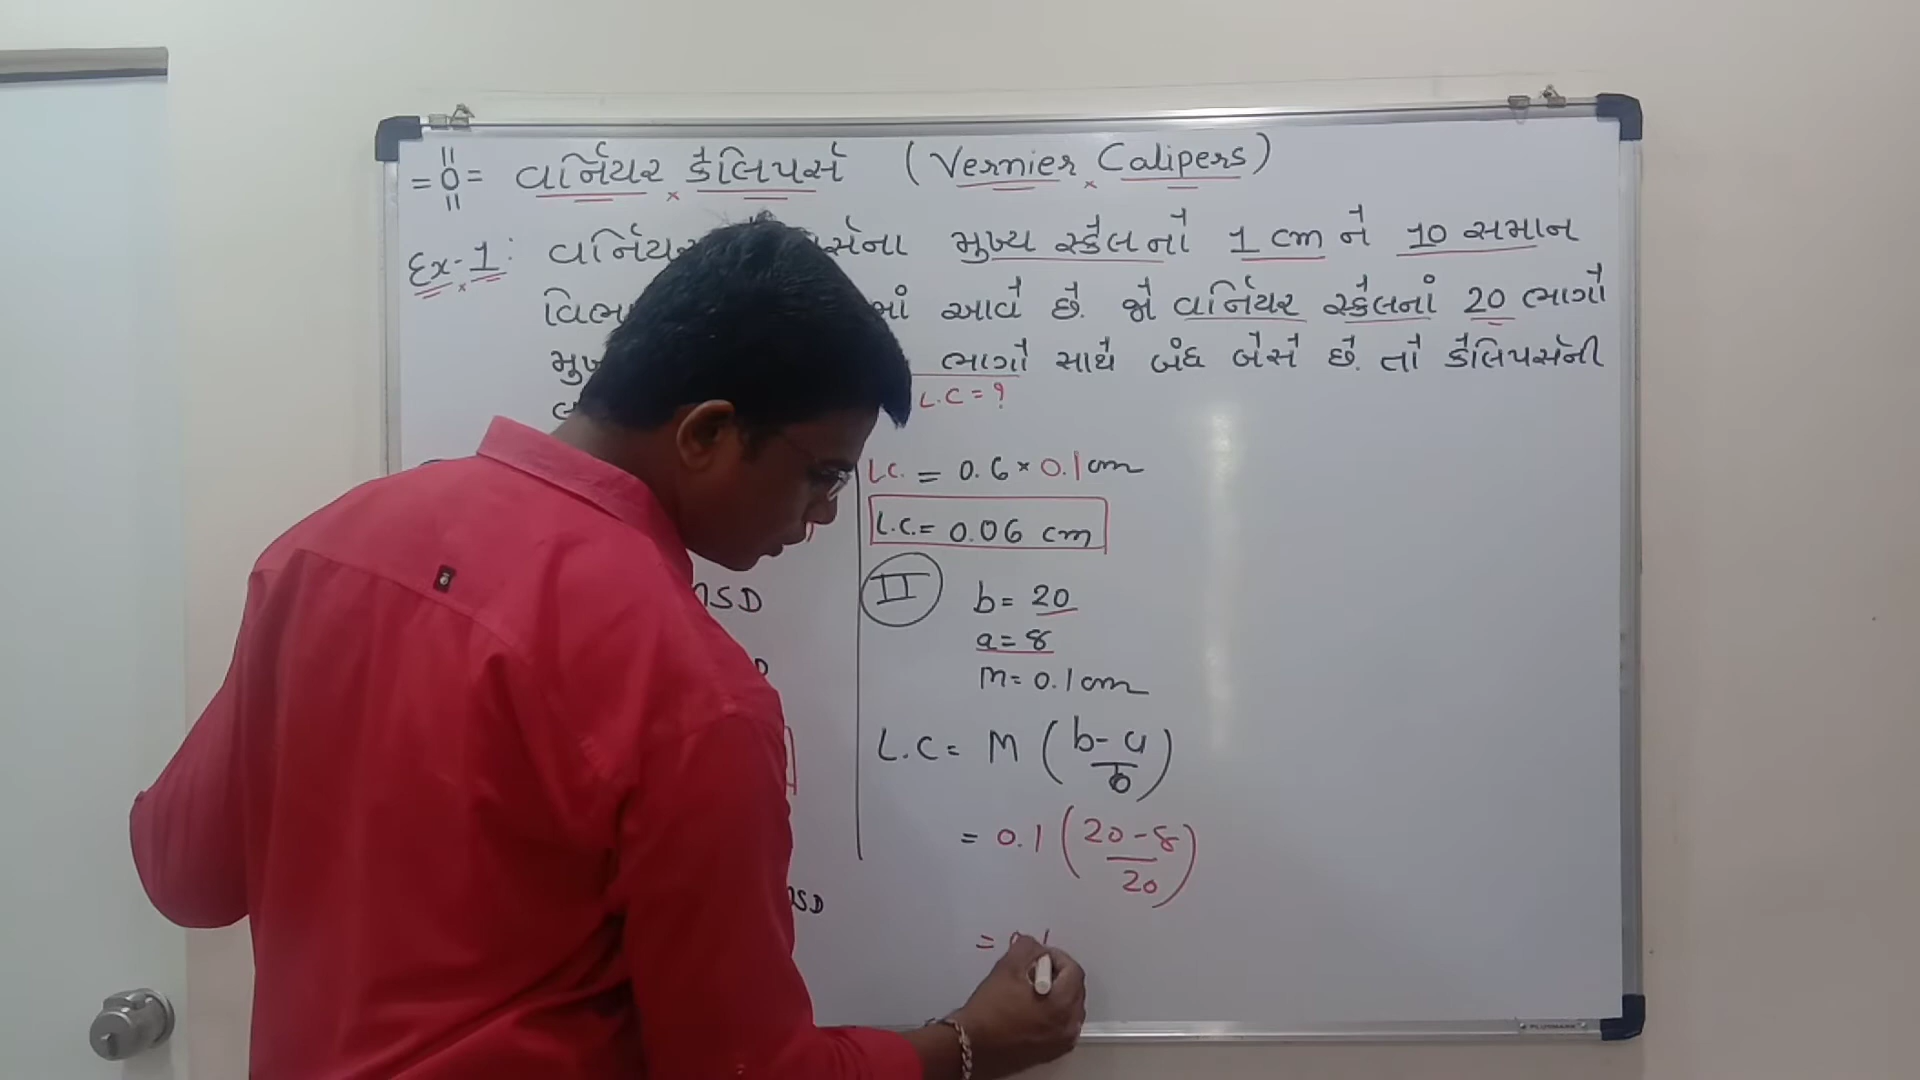 = 0 = વર્નિયર કેલિપર્સ (Vernier Calipers)
Ex-1: વર્નિયર મુખ્ય સ્કેલનો 1 cm ને 10 સમાન
આવે છે. જો વર્નિયર સ્કેલનાં 20 ભાગો
ભાગો સાથે બંધ બેસે છે. તો કેલિપર્સની
L.C = ?
L.C. = 0.6 × 0.1 cm
L.C. = 0.06 cm
MSD
MSD
II
b = 20
a = 8
m = 0.1 cm
L.C = M (b-a/b)
= 0.1 (20-8/20)
= 0.1